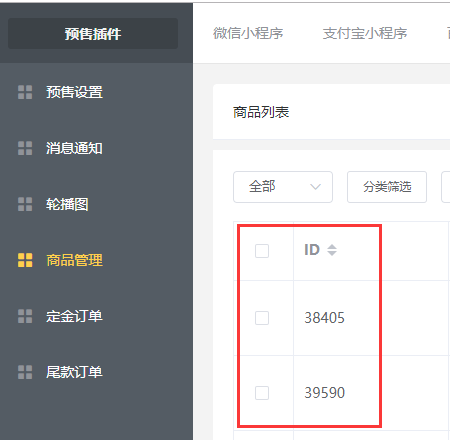 预售插件
预售设置
消息通知
轮播图
商品管理
定金订单
尾款订单
微信小程序 支付宝小程序
商品列表
全部 分类筛选
ID
38405
39590